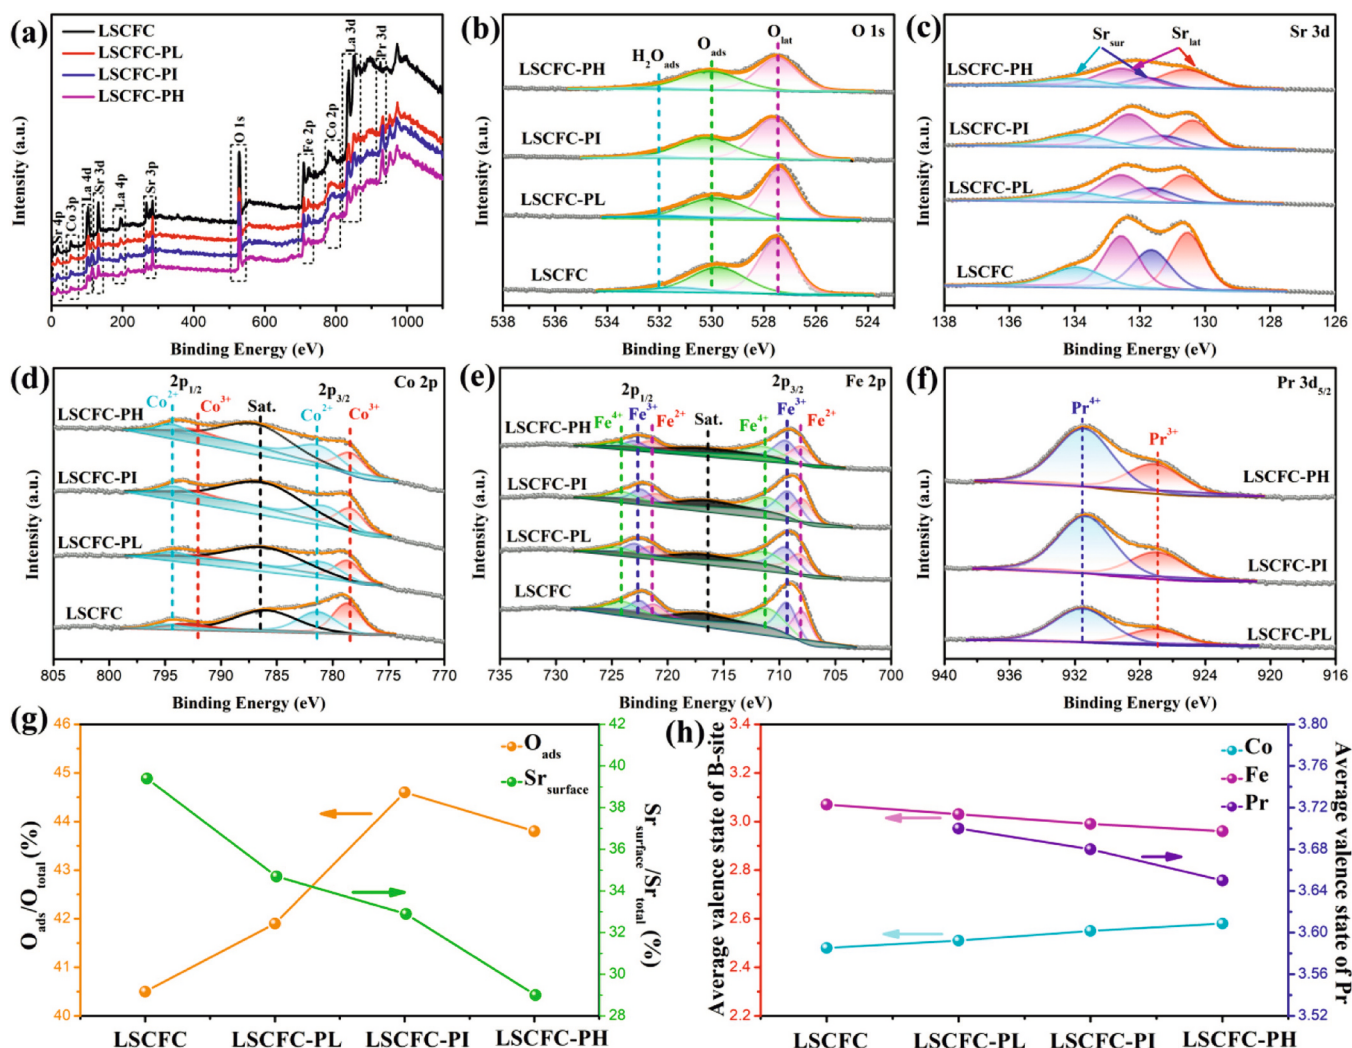 (a)
LSCFC
LSCFC-PL
LSCFC-PI
LSCFC-PH
Sr 4p
Co 3p
La 4d
Sr 3d
La 4p
Sr 3p
O 1s
Fe 2p
Co 2p
La 3d
Pr 3d
Intensity (a.u.)
0 200 400 600 800 1000
Binding Energy (eV)
(b)
O 1s
H₂O_ads
O_ads
O_lat
LSCFC-PH
LSCFC-PI
LSCFC-PL
LSCFC
Intensity (a.u.)
538 536 534 532 530 528 526 524
Binding Energy (eV)
(c)
Sr 3d
Sr_sur
Sr_lat
LSCFC-PH
LSCFC-PI
LSCFC-PL
LSCFC
Intensity (a.u.)
138 136 134 132 130 128 126
Binding Energy (eV)
(d)
Co 2p
2p₁/₂
2p₃/₂
Co²⁺
Co³⁺
Sat.
Co²⁺
Co³⁺
LSCFC-PH
LSCFC-PI
LSCFC-PL
LSCFC
Intensity (a.u.)
805 800 795 790 785 780 775 770
Binding Energy (eV)
(e)
Fe 2p
2p₁/₂
2p₃/₂
Fe⁴⁺
Fe³⁺
Fe²⁺
Sat.
Fe⁴⁺
Fe³⁺
Fe²⁺
LSCFC-PH
LSCFC-PI
LSCFC-PL
LSCFC
Intensity (a.u.)
735 730 725 720 715 710 705 700
Binding Energy (eV)
(f)
Pr 3d₅/₂
Pr⁴⁺
Pr³⁺
LSCFC-PH
LSCFC-PI
LSCFC-PL
Intensity (a.u.)
940 936 932 928 924 920 916
Binding Energy (eV)
(g)
O_ads
Sr_surface
O_ads/O_total (%)
46
45
44
43
42
41
40
Sr_surface/Sr_total (%)
42
40
38
36
34
32
30
28
LSCFC LSCFC-PL LSCFC-PI LSCFC-PH
(h)
Co
Fe
Pr
Average valence state of B-site
3.4
3.2
3.0
2.8
2.6
2.4
2.2
Average valence state of Pr
3.80
3.76
3.72
3.68
3.64
3.60
3.56
3.52
LSCFC LSCFC-PL LSCFC-PI LSCFC-PH